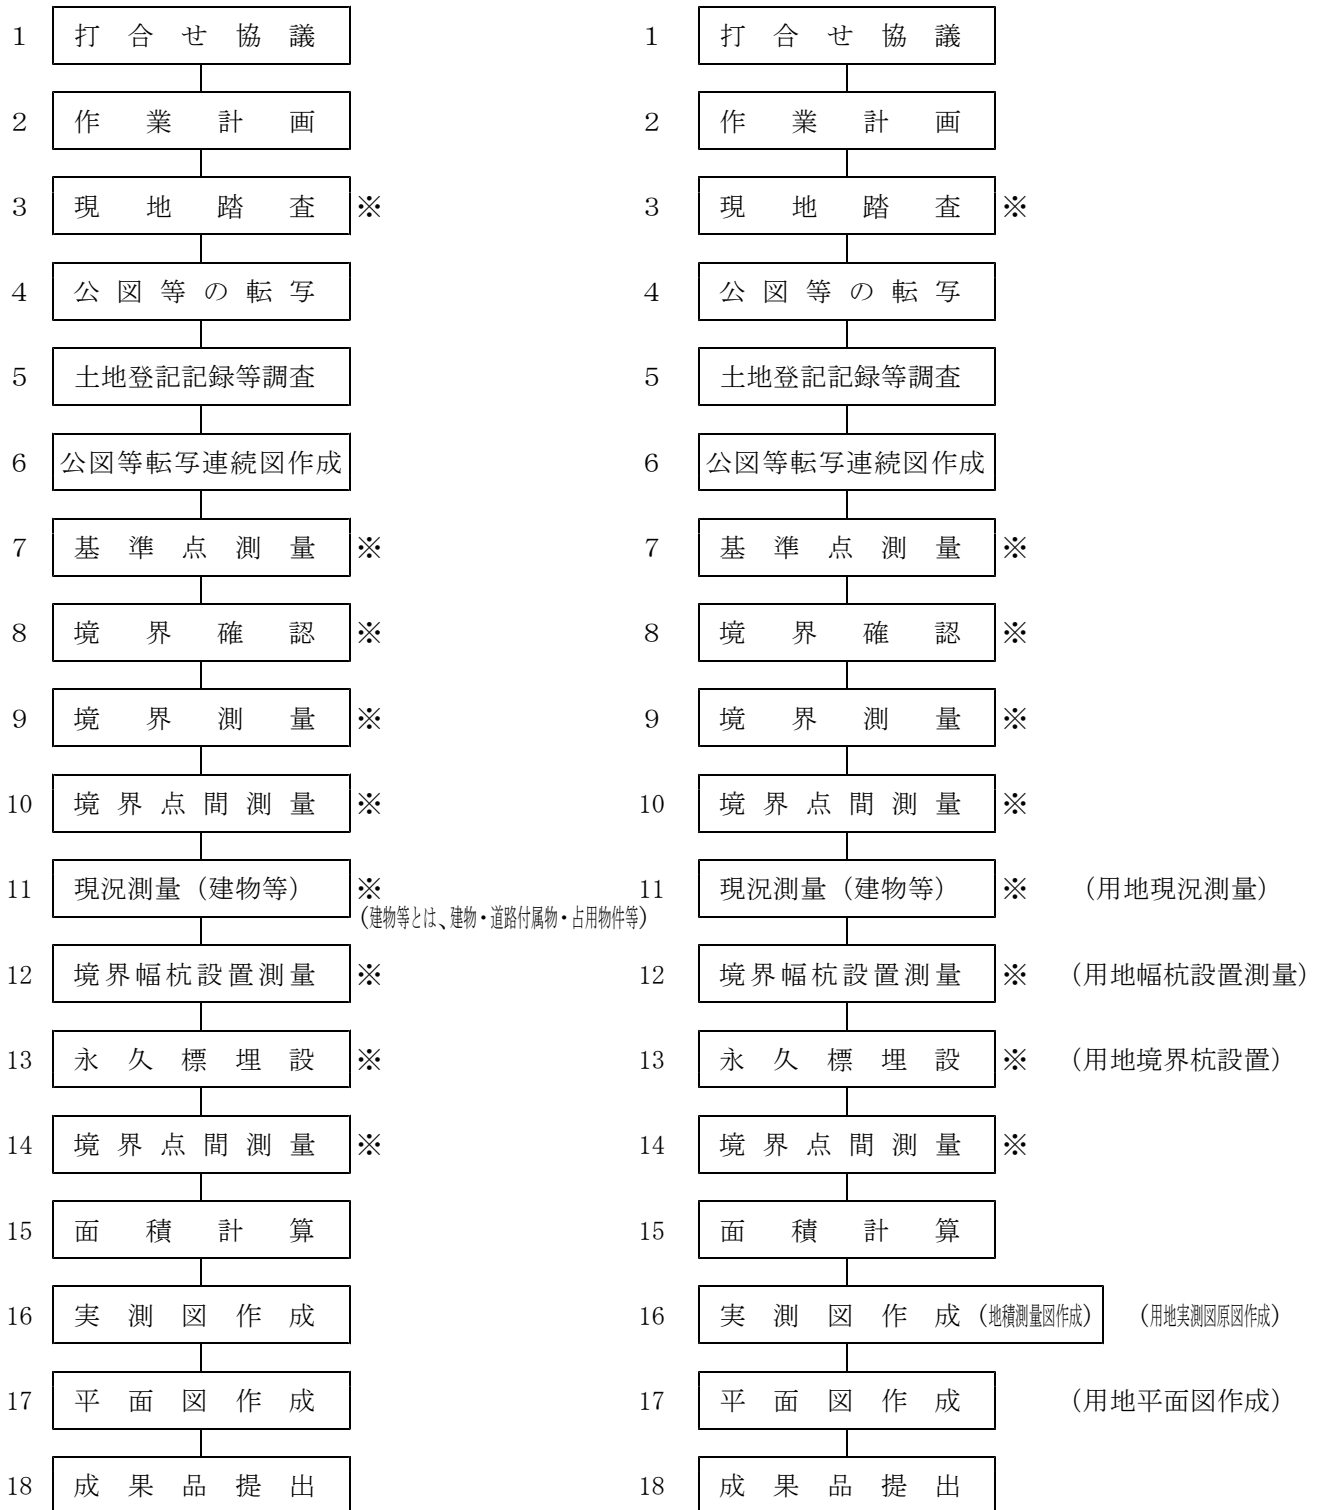 1 打合せ協議
2 作業計画
3 現地踏査 ※
4 公図等の転写
5 土地登記記録等調査
6 公図等転写連続図作成
7 基準点測量 ※
8 境界確認 ※
9 境界測量 ※
10 境界点間測量 ※
11 現況測量（建物等） ※
（建物等とは、建物・道路付属物・占用物件等）
12 境界幅杭設置測量 ※
13 永久標埋設 ※
14 境界点間測量 ※
15 面積計算
16 実測図作成
17 平面図作成
18 成果品提出
1 打合せ協議
2 作業計画
3 現地踏査 ※
4 公図等の転写
5 土地登記記録等調査
6 公図等転写連続図作成
7 基準点測量 ※
8 境界確認 ※
9 境界測量 ※
10 境界点間測量 ※
11 現況測量（建物等） ※ （用地現況測量）
12 境界幅杭設置測量 ※ （用地幅杭設置測量）
13 永久標埋設 ※ （用地境界杭設置）
14 境界点間測量 ※
15 面積計算
16 実測図作成（地積測量図作成） （用地実測図原図作成）
17 平面図作成 （用地平面図作成）
18 成果品提出